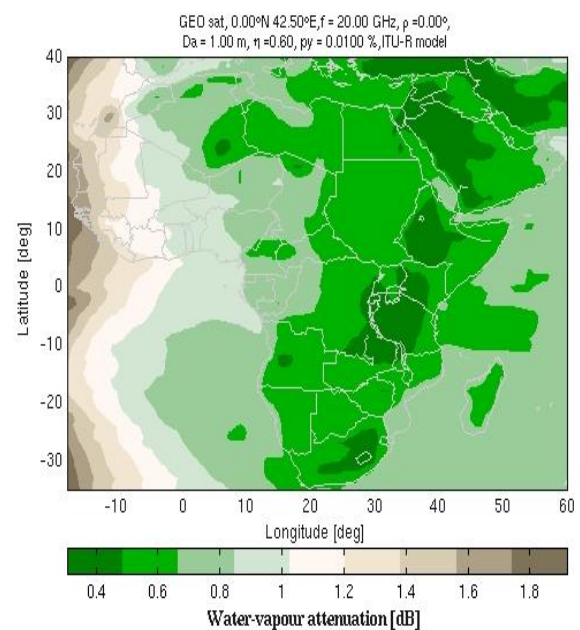 GEO sat, 0.00ºN 42.50ºE,f = 20.00 GHz, ρ =0.00º,
Da = 1.00 m, η =0.60, py = 0.0100 %,ITU-R model
40
30
20
10
0
-10
-20
-30
Latitude [deg]
-10 0 10 20 30 40 50 60
Longitude [deg]
0.4 0.6 0.8 1 1.2 1.4 1.6 1.8
Water-vapour attenuation [dB]